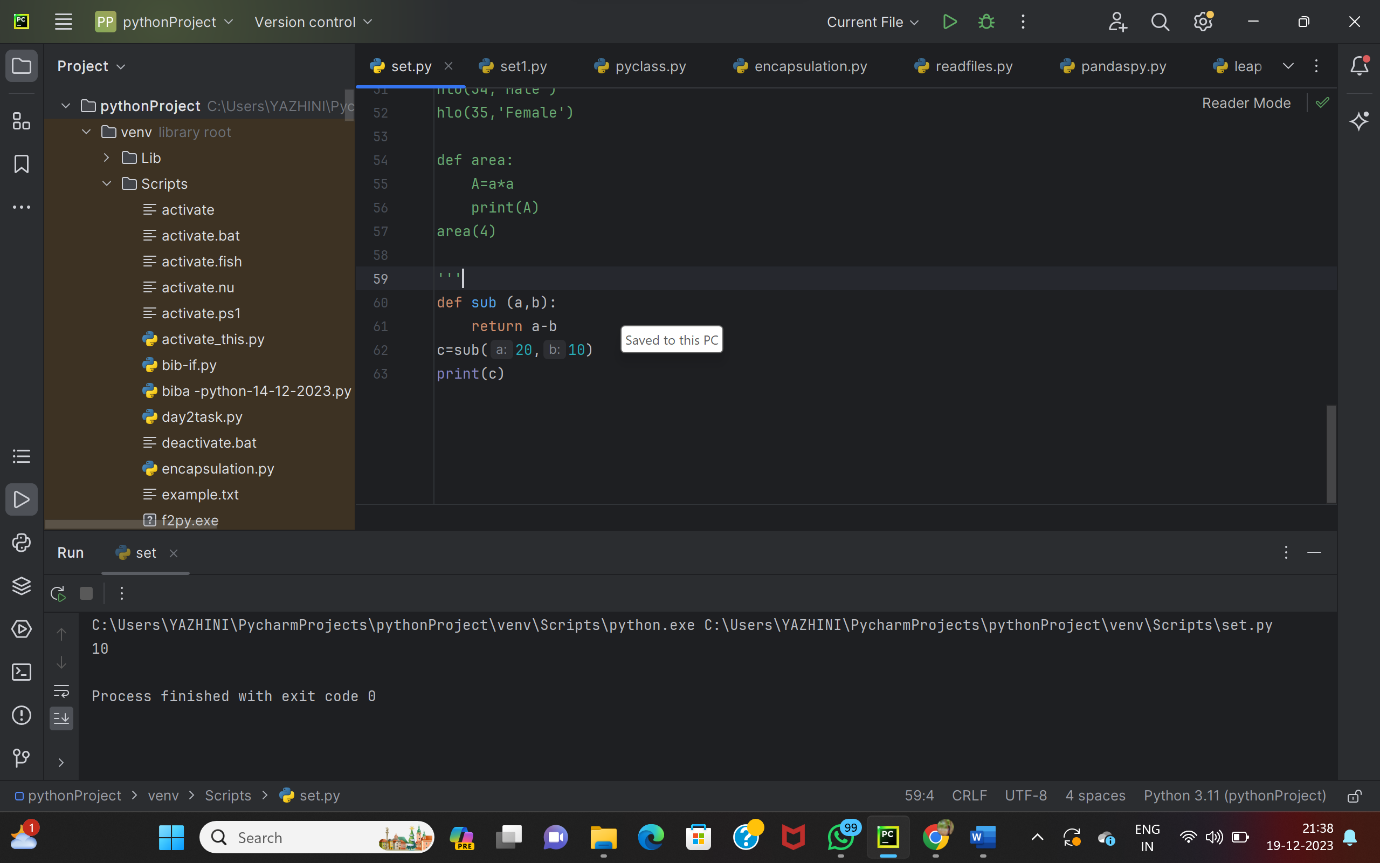 PC
PP pythonProject
Version control
Current File
Project
set.py
set1.py
pyclass.py
encapsulation.py
readfiles.py
pandaspy.py
leap
pythonProject C:\Users\YAZHINI\Pyc
venv library root
Lib
Scripts
activate
activate.bat
activate.fish
activate.nu
activate.ps1
activate_this.py
bib-if.py
biba -python-14-12-2023.py
day2task.py
deactivate.bat
encapsulation.py
example.txt
f2py.exe
Reader Mode
52 hlo(35,'Female')
53
54 def area:
55 A=a*a
56 print(A)
57 area(4)
58
59 '''
60 def sub (a,b):
61 return a-b
62 c=sub( a: 20, b: 10)
63 print(c)
Saved to this PC
Run
set
C:\Users\YAZHINI\PycharmProjects\pythonProject\venv\Scripts\python.exe C:\Users\YAZHINI\PycharmProjects\pythonProject\venv\Scripts\set.py
10
Process finished with exit code 0
pythonProject > venv > Scripts > set.py
59:4 CRLF UTF-8 4 spaces Python 3.11 (pythonProject)
1
Search
PRE
99
PC
W
ENG
IN
21:38
19-12-2023